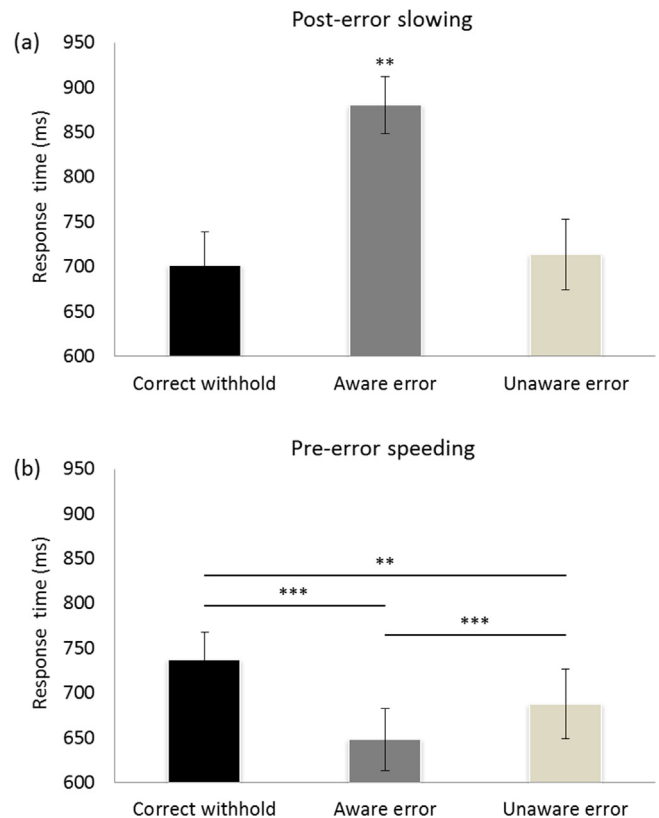 Post-error slowing
(a)
950
900
850
800
750
700
650
600
Response time (ms)
**
Correct withhold Aware error Unaware error
Pre-error speeding
(b)
950
900
850
800
750
700
650
600
Response time (ms)
**
***
***
Correct withhold Aware error Unaware error